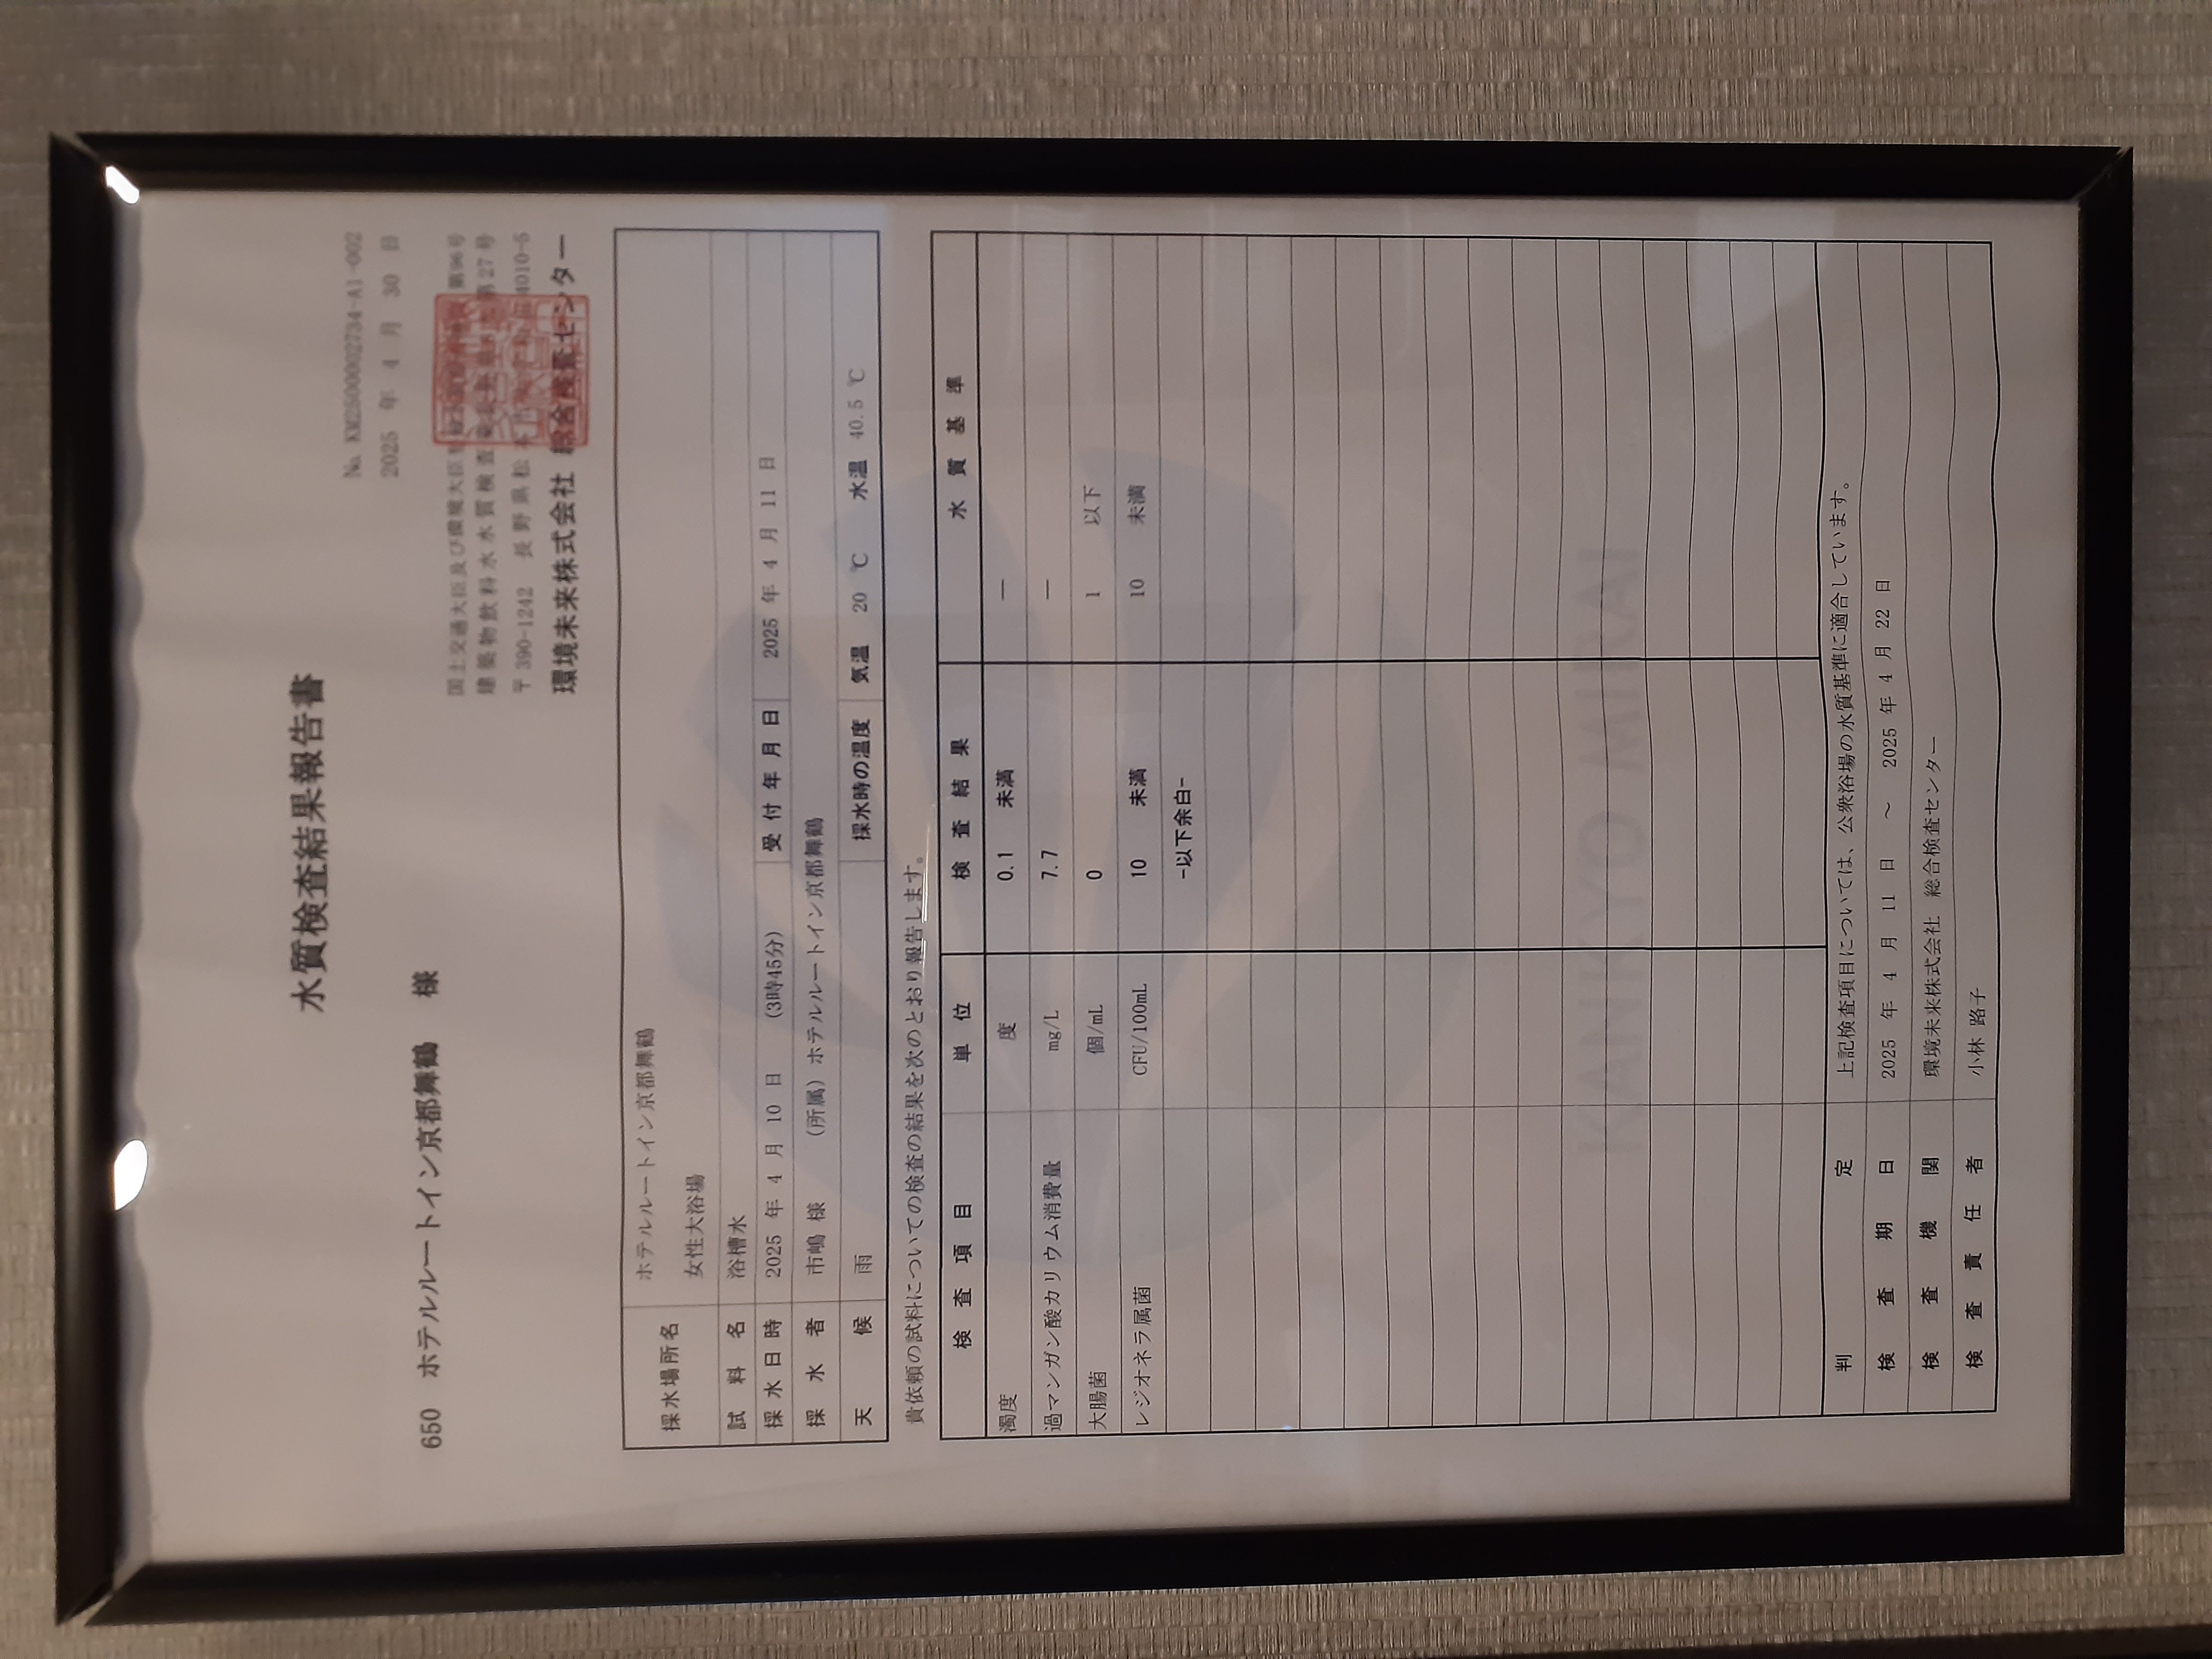 水質検査結果報告書
№ KM2500002734-A1-002
2025 年 4 月 30 日
650 ホテルルートイン京都舞鶴 様
国土交通大臣及び環境大臣 第96号
建築物飲料水水質検査業 第27号
〒390-1242 長野県松本市 4010-5
環境未来株式会社 総合検査センター
採水場所名 ホテルルートイン京都舞鶴
女性大浴場
試料名 浴槽水
採水日時 2025 年 4 月 10 日 (3時45分) 受付年月日 2025 年 4 月 11 日
採水者 市嶋 様 (所属) ホテルルートイン京都舞鶴
天候 雨 採水時の温度 気温 20 ℃ 水温 40.5 ℃
貴依頼の試料についての検査の結果を次のとおり報告します。
検査項目 単位 検査結果 水質基準
濁度 度 0.1 未満 ―
過マンガン酸カリウム消費量 mg/L 7.7 ―
大腸菌 個/mL 0 1 以下
レジオネラ属菌 CFU/100mL 10 未満 10 未満
-以下余白-
KANKYO MIRAI
判定 上記検査項目については、公衆浴場の水質基準に適合しています。
検査期日 2025 年 4 月 11 日 ～ 2025 年 4 月 22 日
検査機関 環境未来株式会社 総合検査センター
検査責任者 小林 路子